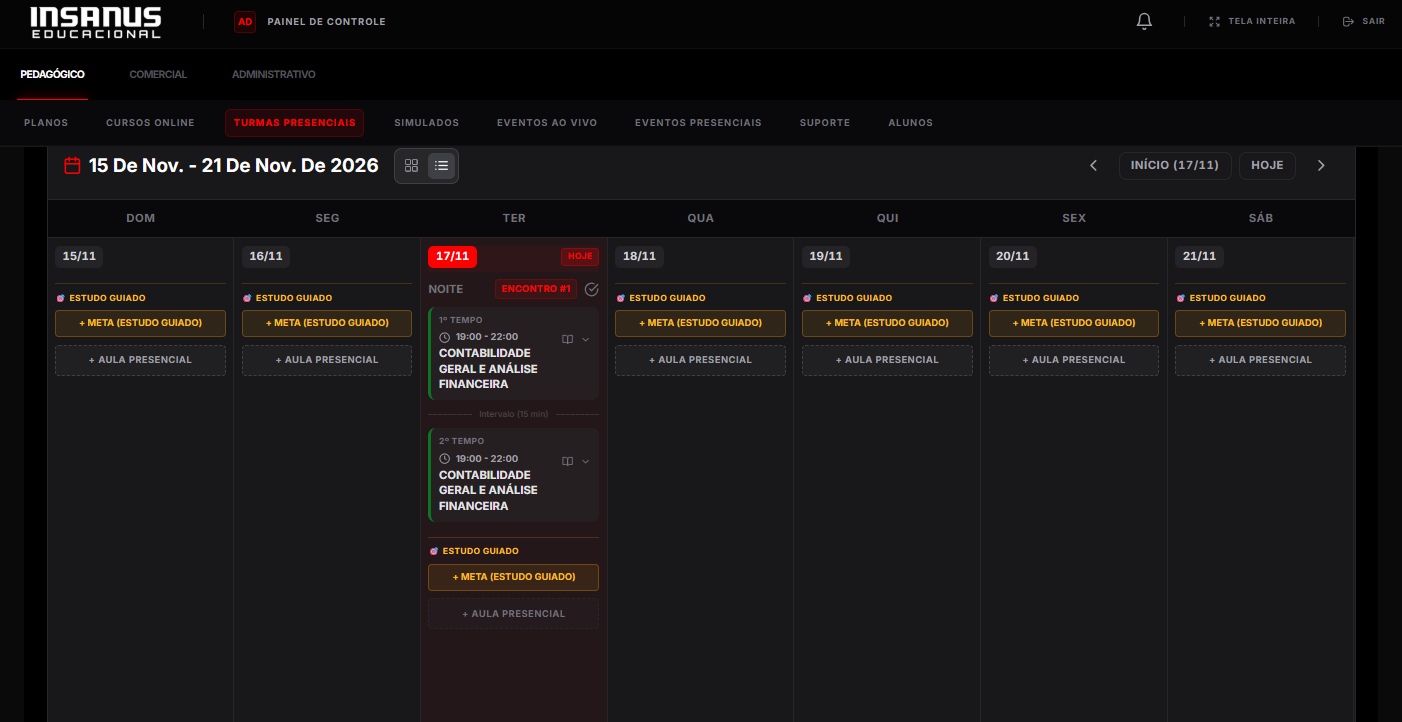 INSANUS
EDUCACIONAL
AD PAINEL DE CONTROLE
TELA INTEIRA
SAIR
PEDAGÓGICO COMERCIAL ADMINISTRATIVO
PLANOS CURSOS ONLINE TURMAS PRESENCIAIS SIMULADOS EVENTOS AO VIVO EVENTOS PRESENCIAIS SUPORTE ALUNOS
15 De Nov. - 21 De Nov. De 2026
INÍCIO (17/11) HOJE
DOM SEG TER QUA QUI SEX SÁB
15/11
ESTUDO GUIADO
+ META (ESTUDO GUIADO)
+ AULA PRESENCIAL
16/11
ESTUDO GUIADO
+ META (ESTUDO GUIADO)
+ AULA PRESENCIAL
17/11 HOJE
NOITE ENCONTRO #1
1º TEMPO
19:00 - 22:00
CONTABILIDADE
GERAL E ANÁLISE
FINANCEIRA
Intervalo (15 min)
2º TEMPO
19:00 - 22:00
CONTABILIDADE
GERAL E ANÁLISE
FINANCEIRA
ESTUDO GUIADO
+ META (ESTUDO GUIADO)
+ AULA PRESENCIAL
18/11
ESTUDO GUIADO
+ META (ESTUDO GUIADO)
+ AULA PRESENCIAL
19/11
ESTUDO GUIADO
+ META (ESTUDO GUIADO)
+ AULA PRESENCIAL
20/11
ESTUDO GUIADO
+ META (ESTUDO GUIADO)
+ AULA PRESENCIAL
21/11
ESTUDO GUIADO
+ META (ESTUDO GUIADO)
+ AULA PRESENCIAL